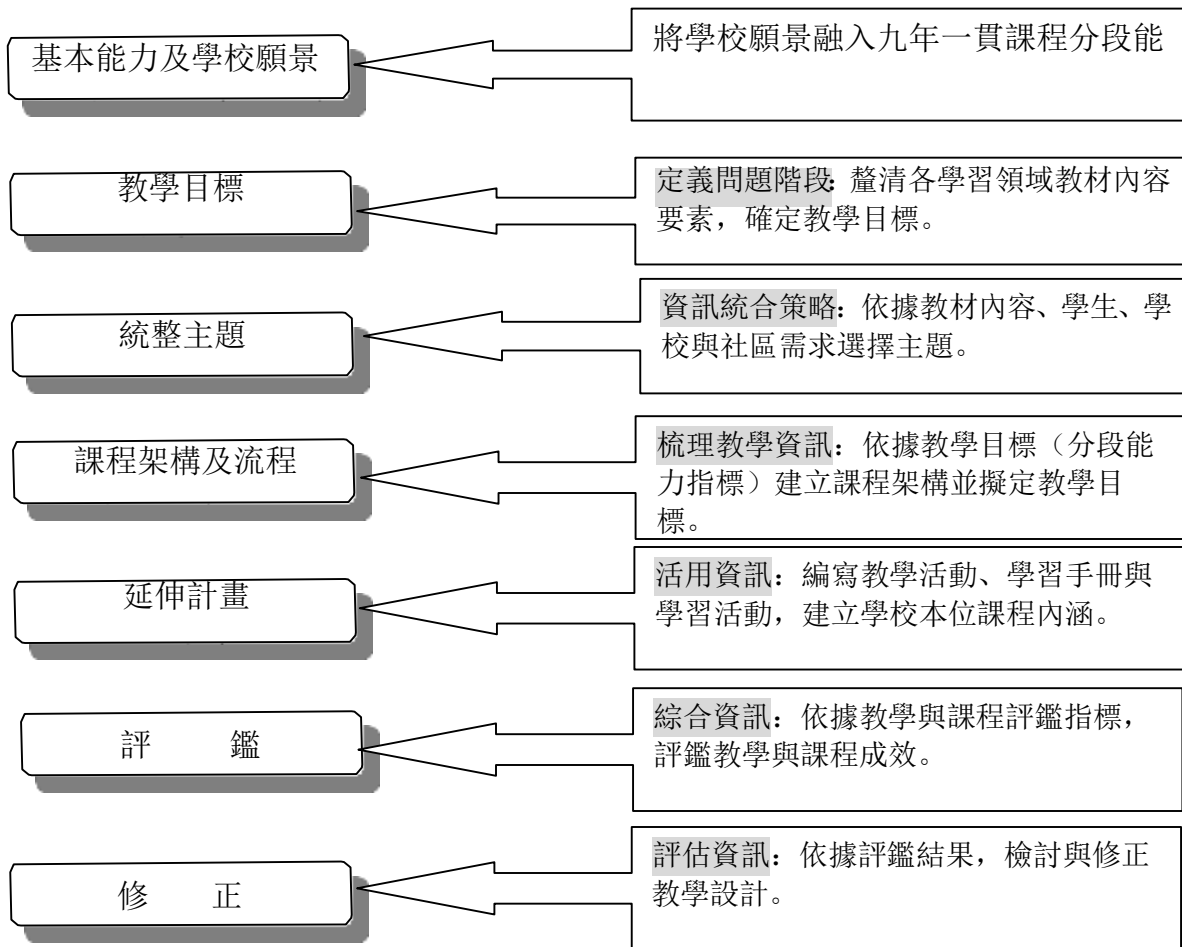 基本能力及學校願景
將學校願景融入九年一貫課程分段能
教學目標
定義問題階段：釐清各學習領域教材內容
要素，確定教學目標。
統整主題
資訊統合策略：依據教材內容、學生、學
校與社區需求選擇主題。
課程架構及流程
梳理教學資訊：依據教學目標（分段能
力指標）建立課程架構並擬定教學目
標。
延伸計畫
活用資訊：編寫教學活動、學習手冊與
學習活動，建立學校本位課程內涵。
評 鑑
綜合資訊：依據教學與課程評鑑指標，
評鑑教學與課程成效。
修 正
評估資訊：依據評鑑結果，檢討與修正
教學設計。